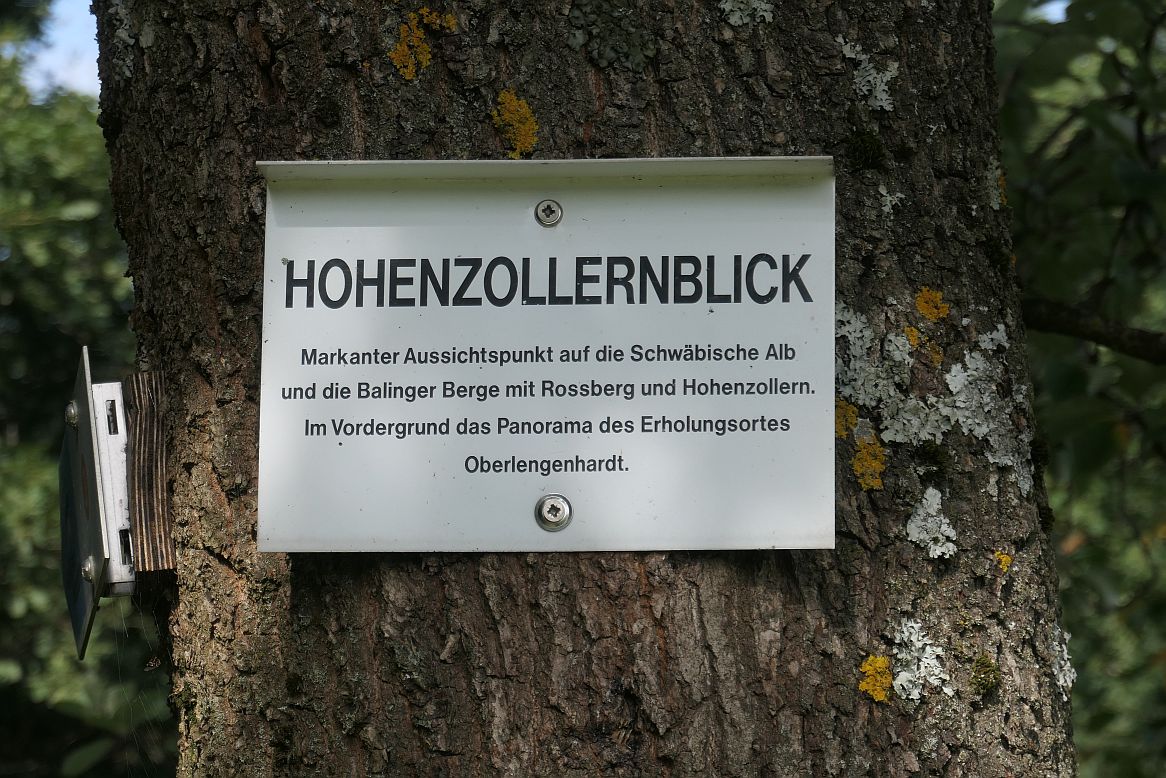 HOHENZOLLERNBLICK
Markanter Aussichtspunkt auf die Schwäbische Alb
und die Balinger Berge mit Rossberg und Hohenzollern.
Im Vordergrund das Panorama des Erholungsortes
Oberlengenhardt.